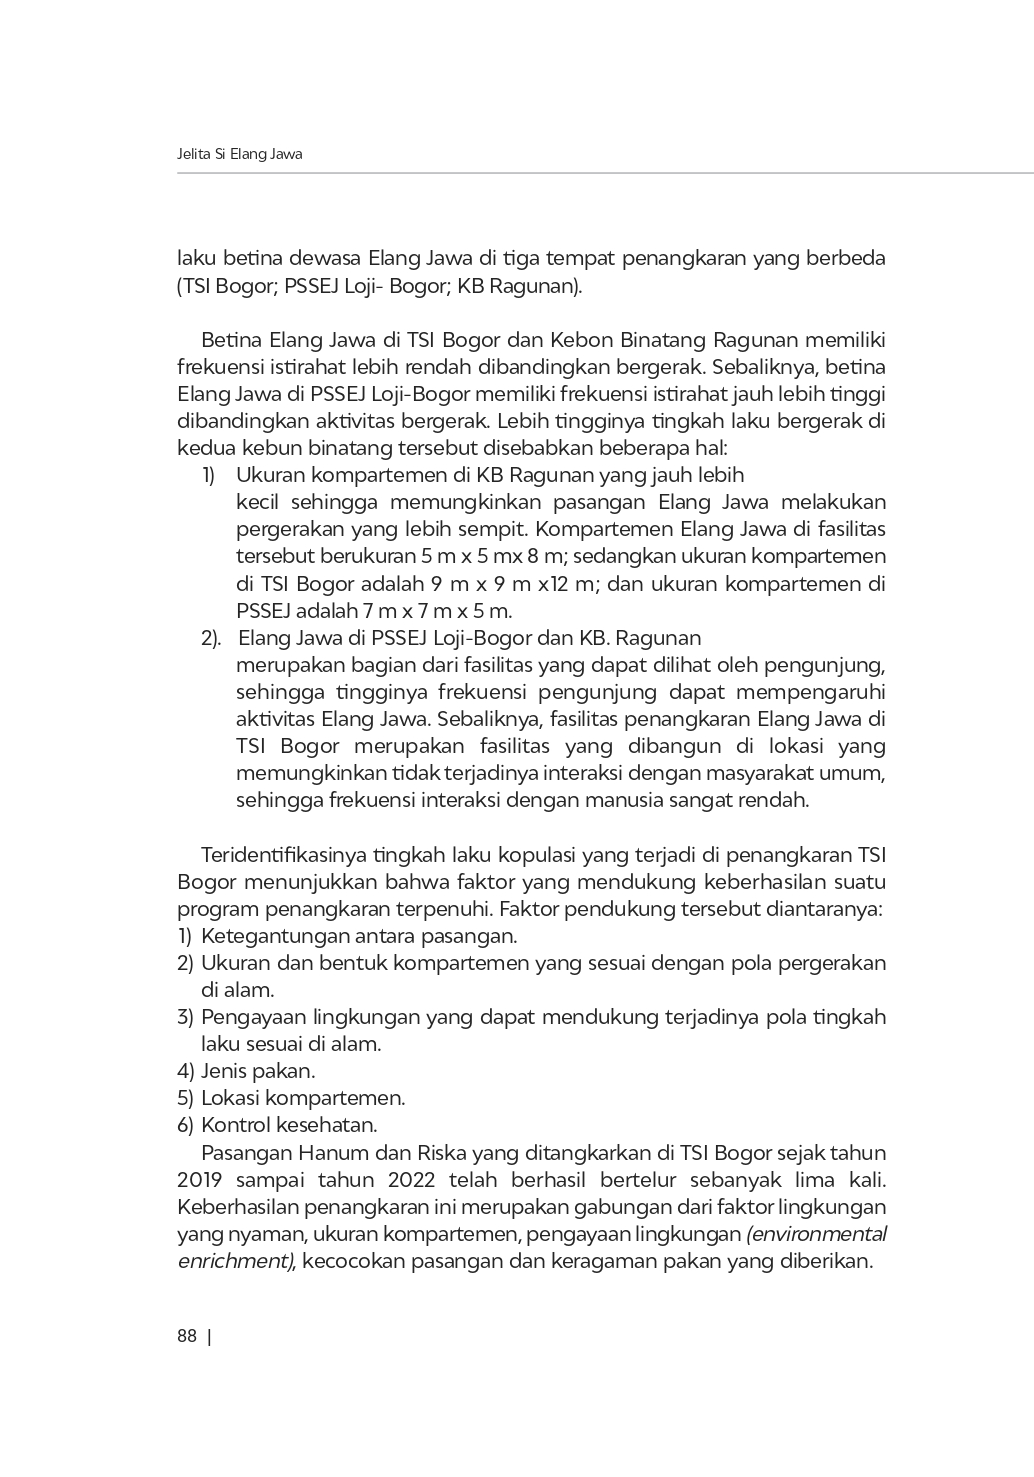 Jelita Si Elang Jawa
laku betina dewasa Elang Jawa di tiga tempat penangkaran yang berbeda
(TSI Bogor; PSSEJ Loji- Bogor; KB Ragunan).
Betina Elang Jawa di TSI Bogor dan Kebon Binatang Ragunan memiliki
frekuensi istirahat lebih rendah dibandingkan bergerak. Sebaliknya, betina
Elang Jawa di PSSEJ Loji-Bogor memiliki frekuensi istirahat jauh lebih tinggi
dibandingkan aktivitas bergerak. Lebih tingginya tingkah laku bergerak di
kedua kebun binatang tersebut disebabkan beberapa hal:
1) Ukuran kompartemen di KB Ragunan yang jauh lebih
kecil sehingga memungkinkan pasangan Elang Jawa melakukan
pergerakan yang lebih sempit. Kompartemen Elang Jawa di fasilitas
tersebut berukuran 5 m x 5 mx 8 m; sedangkan ukuran kompartemen
di TSI Bogor adalah 9 m x 9 m x12 m; dan ukuran kompartemen di
PSSEJ adalah 7 m x 7 m x 5 m.
2). Elang Jawa di PSSEJ Loji-Bogor dan KB. Ragunan
merupakan bagian dari fasilitas yang dapat dilihat oleh pengunjung,
sehingga tingginya frekuensi pengunjung dapat mempengaruhi
aktivitas Elang Jawa. Sebaliknya, fasilitas penangkaran Elang Jawa di
TSI Bogor merupakan fasilitas yang dibangun di lokasi yang
memungkinkan tidak terjadinya interaksi dengan masyarakat umum,
sehingga frekuensi interaksi dengan manusia sangat rendah.
Teridentifikasinya tingkah laku kopulasi yang terjadi di penangkaran TSI
Bogor menunjukkan bahwa faktor yang mendukung keberhasilan suatu
program penangkaran terpenuhi. Faktor pendukung tersebut diantaranya:
1) Ketegantungan antara pasangan.
2) Ukuran dan bentuk kompartemen yang sesuai dengan pola pergerakan
di alam.
3) Pengayaan lingkungan yang dapat mendukung terjadinya pola tingkah
laku sesuai di alam.
4) Jenis pakan.
5) Lokasi kompartemen.
6) Kontrol kesehatan.
Pasangan Hanum dan Riska yang ditangkarkan di TSI Bogor sejak tahun
2019 sampai tahun 2022 telah berhasil bertelur sebanyak lima kali.
Keberhasilan penangkaran ini merupakan gabungan dari faktor lingkungan
yang nyaman, ukuran kompartemen, pengayaan lingkungan (environmental
enrichment), kecocokan pasangan dan keragaman pakan yang diberikan.
88 |